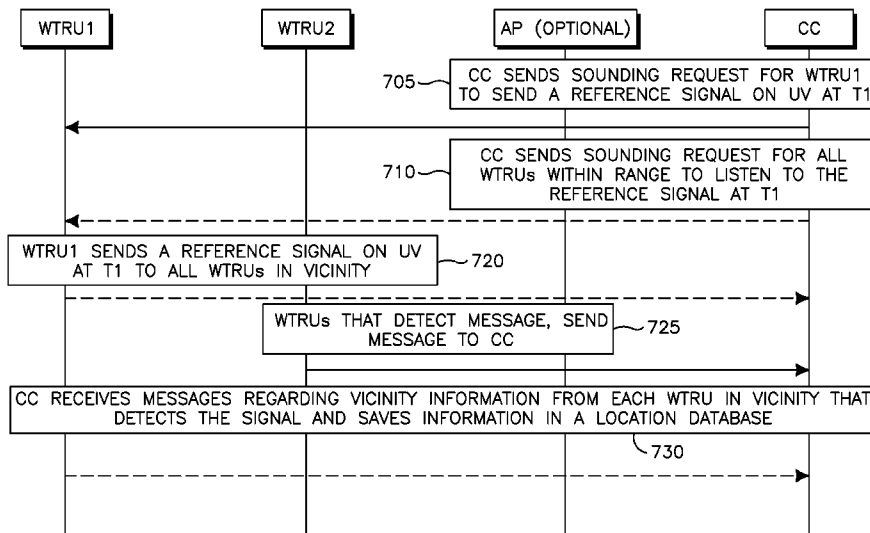 WTRU1
WTRU2
AP (OPTIONAL)
CC
705
CC SENDS SOUNDING REQUEST FOR WTRU1
TO SEND A REFERENCE SIGNAL ON UV AT T1
710
CC SENDS SOUNDING REQUEST FOR ALL
WTRUs WITHIN RANGE TO LISTEN TO THE
REFERENCE SIGNAL AT T1
WTRU1 SENDS A REFERENCE SIGNAL ON UV
AT T1 TO ALL WTRUs IN VICINITY
720
WTRUs THAT DETECT MESSAGE, SEND
MESSAGE TO CC
725
CC RECEIVES MESSAGES REGARDING VICINITY INFORMATION FROM EACH WTRU IN VICINITY THAT
DETECTS THE SIGNAL AND SAVES INFORMATION IN A LOCATION DATABASE
730